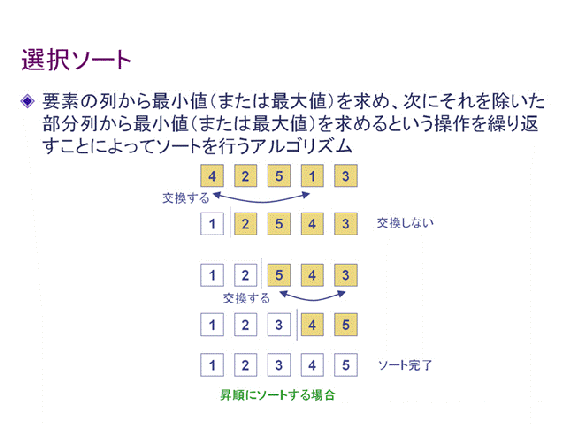 選択ソート
要素の列から最小値(または最大値)を求め、次にそれを除いた
部分列から最小値(または最大値)を求めるという操作を繰り返
すことによってソートを行うアルゴリズム
4 2 5 1 3
交換する
1 2 5 4 3 交換しない
1 2 5 4 3
交換する
1 2 3 4 5
1 2 3 4 5 ソート完了
昇順にソートする場合